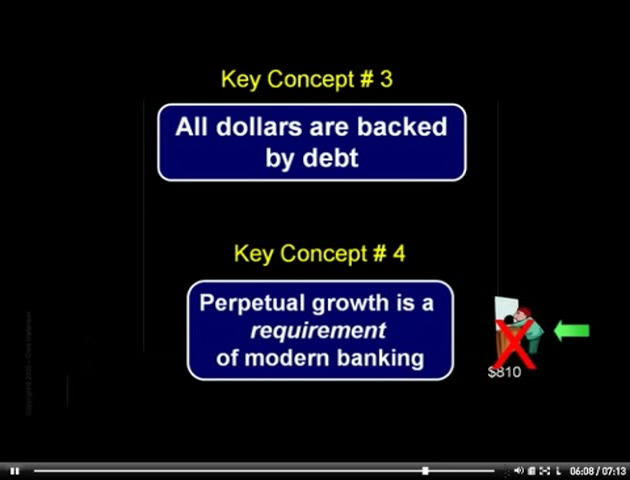 Key Concept # 3
All dollars are backed
by debt
Key Concept # 4
Perpetual growth is a
requirement
of modern banking
$810
06:08 / 07:13